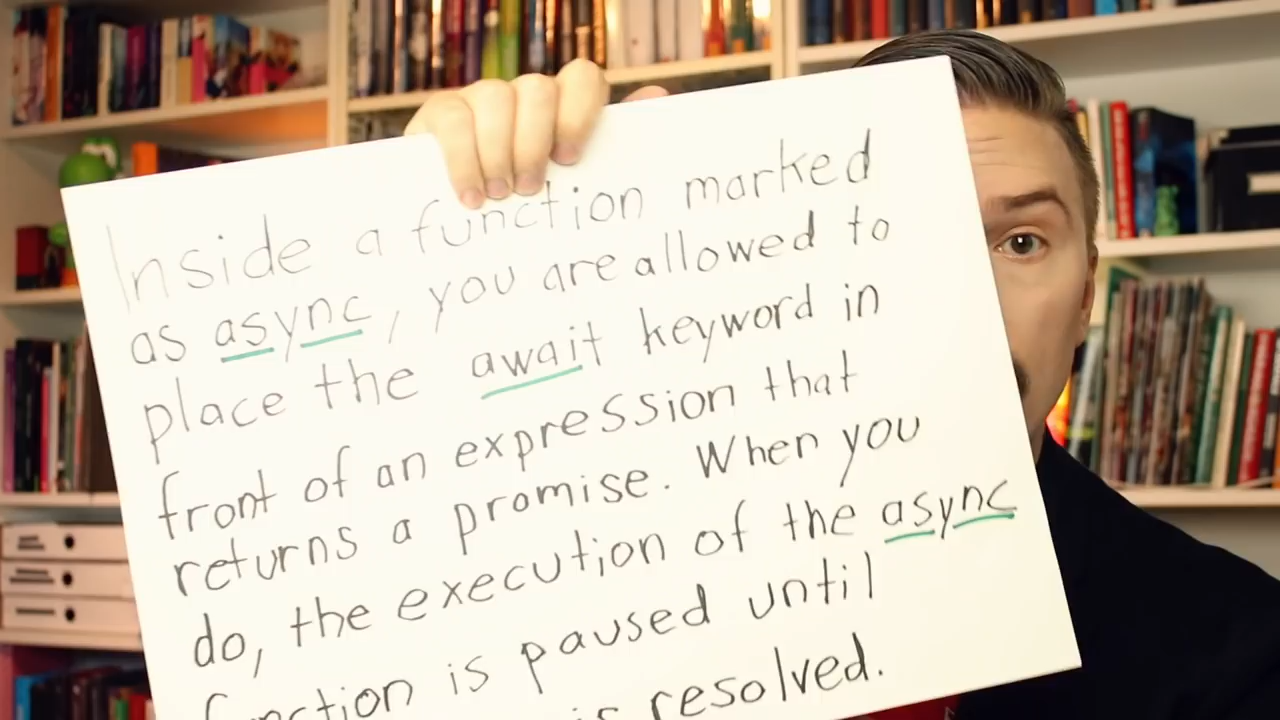 Inside a function marked
as async, you are allowed to
place the await keyword in
front of an expression that
returns a promise. When you
do, the execution of the async
function is paused until
is resolved.